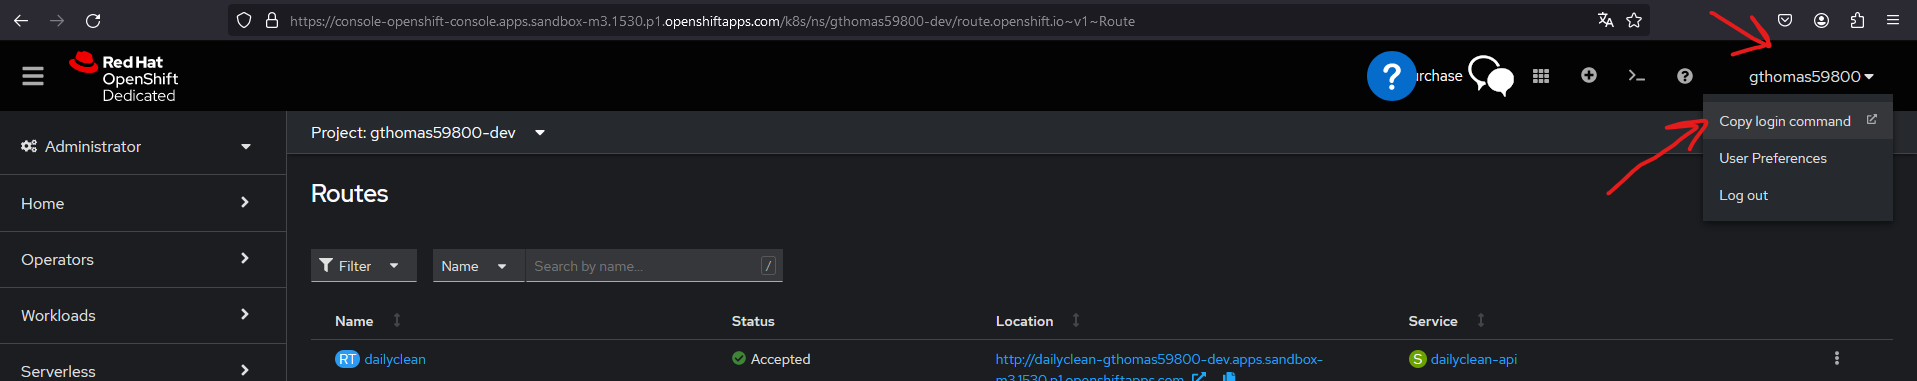 https://console-openshift-console.apps.sandbox-m3.1530.p1.openshiftapps.com/k8s/ns/gthomas59800-dev/route.openshift.io~v1~Route
Red Hat
OpenShift
Dedicated
? urchase
gthomas59800
Copy login command
User Preferences
Log out
Administrator
Home
Operators
Workloads
Serverless
Project: gthomas59800-dev
Routes
Filter
Name
Search by name...
/
Name Status Location Service
RT dailyclean Accepted http://dailyclean-gthomas59800-dev.apps.sandbox- S dailyclean-api
m3.1530.p1.openshiftapps.com